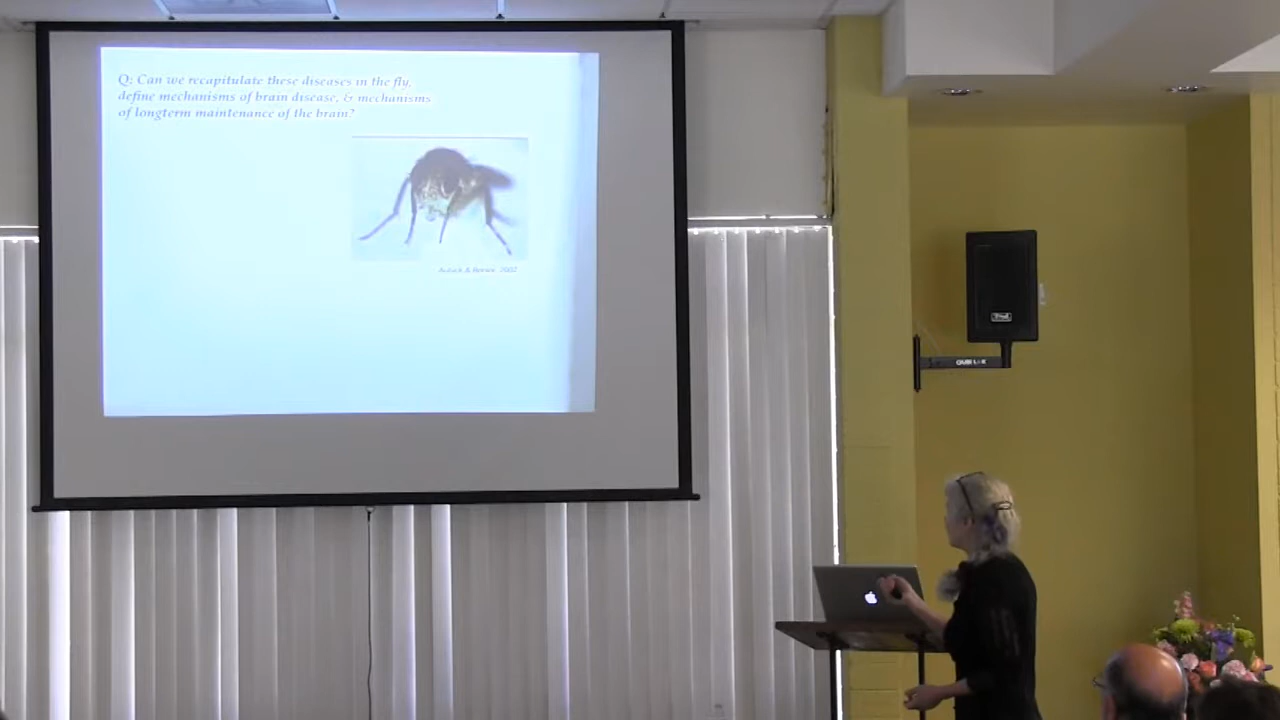 Q: Can we recapitulate these diseases in the fly,
define mechanisms of brain disease, & mechanisms
of longterm maintenance of the brain?
2002